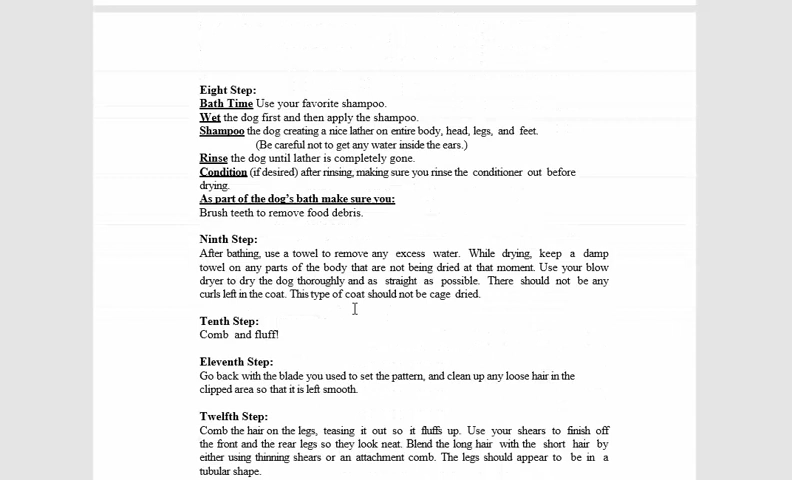 Eight Step:
Bath Time Use your favorite shampoo.
Wet the dog first and then apply the shampoo.
Shampoo the dog creating a nice lather on entire body, head, legs, and feet.
(Be careful not to get any water inside the ears.)
Rinse the dog until lather is completely gone.
Condition (if desired) after rinsing, making sure you rinse the conditioner out before
drying.
As part of the dog's bath make sure you:
Brush teeth to remove food debris.
Ninth Step:
After bathing, use a towel to remove any excess water. While drying, keep a damp
towel on any parts of the body that are not being dried at that moment. Use your blow
dryer to dry the dog thoroughly and as straight as possible. There should not be any
curls left in the coat. This type of coat should not be cage dried.
Tenth Step:
Comb and fluff!
Eleventh Step:
Go back with the blade you used to set the pattern, and clean up any loose hair in the
clipped area so that it is left smooth.
Twelfth Step:
Comb the hair on the legs, teasing it out so it fluffs up. Use your shears to finish off
the front and the rear legs so they look neat. Blend the long hair with the short hair by
either using thinning shears or an attachment comb. The legs should appear to be in a
tubular shape.